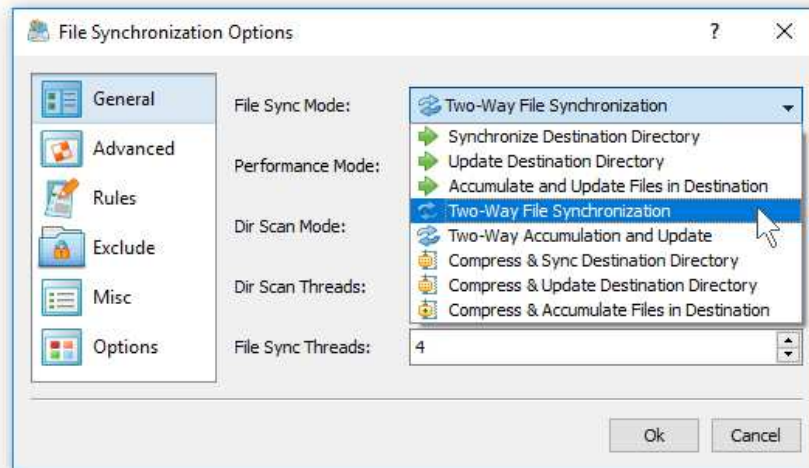 File Synchronization Options
?
General
Advanced
Rules
Exclude
Misc
Options
File Sync Mode:
Two-Way File Synchronization
Synchronize Destination Directory
Update Destination Directory
Accumulate and Update Files in Destination
Two-Way File Synchronization
Two-Way Accumulation and Update
Compress & Sync Destination Directory
Compress & Update Destination Directory
Compress & Accumulate Files in Destination
Performance Mode:
Dir Scan Mode:
Dir Scan Threads:
File Sync Threads:
4
Ok
Cancel